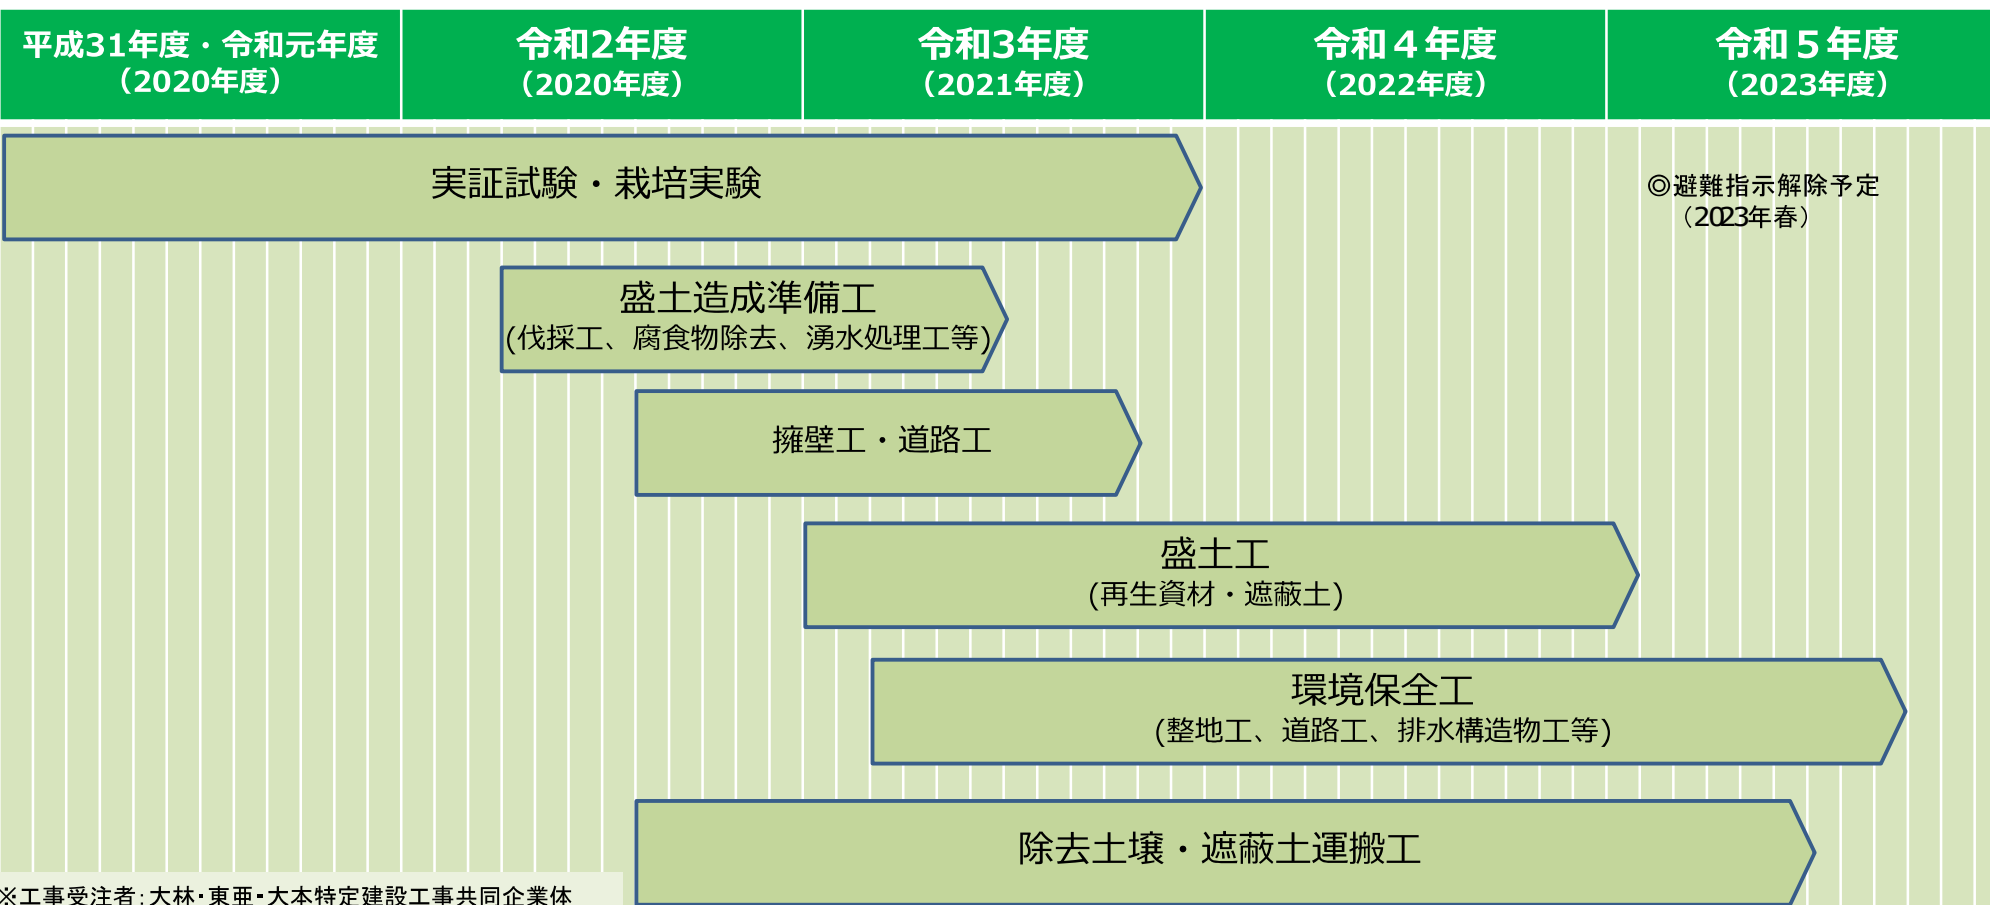 平成31年度・令和元年度
（2020年度）
令和2年度
（2020年度）
令和3年度
（2021年度）
令和４年度
（2022年度）
令和５年度
（2023年度）
実証試験・栽培実験
◎避難指示解除予定
（2023年春）
盛土造成準備工
(伐採工、腐食物除去、湧水処理工等)
擁壁工・道路工
盛土工
(再生資材・遮蔽土)
環境保全工
(整地工、道路工、排水構造物工等)
除去土壌・遮蔽土運搬工
※工事受注者:大林・東亜・大本特定建設工事共同企業体